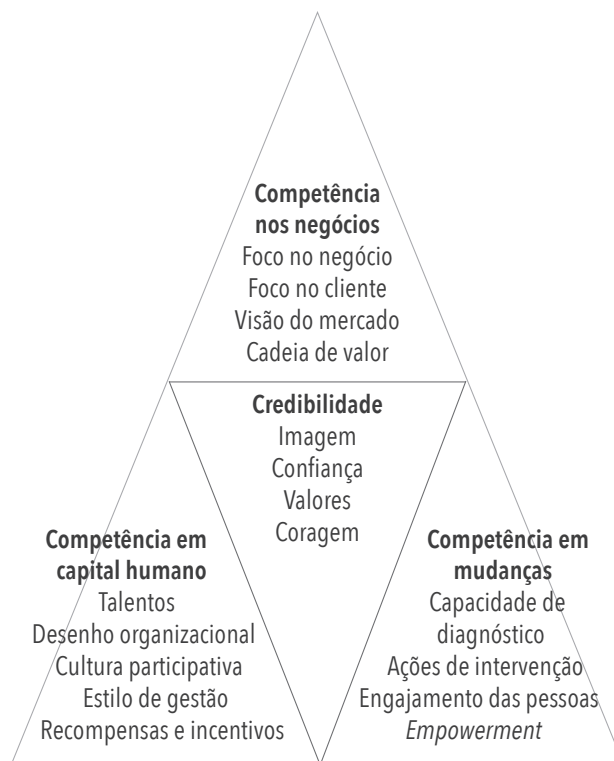 Competência
nos negócios
Foco no negócio
Foco no cliente
Visão do mercado
Cadeia de valor
Credibilidade
Imagem
Confiança
Valores
Coragem
Competência em
capital humano
Talentos
Desenho organizacional
Cultura participativa
Estilo de gestão
Recompensas e incentivos
Competência em
mudanças
Capacidade de
diagnóstico
Ações de intervenção
Engajamento das pessoas
Empowerment